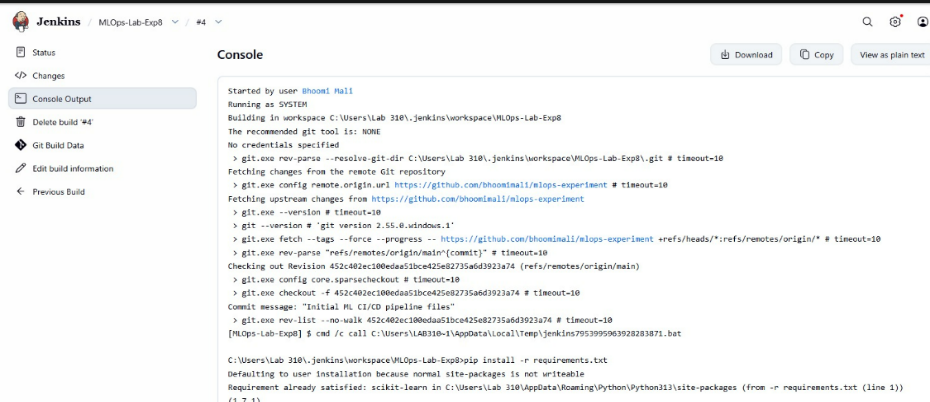 Jenkins / MLOps-Lab-Exp8 / #4
Status
Changes
Console Output
Delete build '#4'
Git Build Data
Edit build information
Previous Build
Console
Download
Copy
View as plain text
Started by user Bhoomi Mali
Running as SYSTEM
Building in workspace C:\Users\Lab 310\.jenkins\workspace\MLOps-Lab-Exp8
The recommended git tool is: NONE
No credentials specified
> git.exe rev-parse --resolve-git-dir C:\Users\Lab 310\.jenkins\workspace\MLOps-Lab-Exp8\.git # timeout=10
Fetching changes from the remote Git repository
> git.exe config remote.origin.url https://github.com/bhoomimali/mlops-experiment # timeout=10
Fetching upstream changes from https://github.com/bhoomimali/mlops-experiment
> git.exe --version # timeout=10
> git --version # 'git version 2.55.0.windows.1'
> git.exe fetch --tags --force --progress -- https://github.com/bhoomimali/mlops-experiment +refs/heads/*:refs/remotes/origin/* # timeout=10
> git.exe rev-parse "refs/remotes/origin/main^{commit}" # timeout=10
Checking out Revision 452c402ec100edaa51bce425e82735a6d3923a74 (refs/remotes/origin/main)
> git.exe config core.sparsecheckout # timeout=10
> git.exe checkout -f 452c402ec100edaa51bce425e82735a6d3923a74 # timeout=10
Commit message: "Initial ML CI/CD pipeline files"
> git.exe rev-list --no-walk 452c402ec100edaa51bce425e82735a6d3923a74 # timeout=10
[MLOps-Lab-Exp8] $ cmd /c call C:\Users\LAB310~1\AppData\Local\Temp\jenkins7953995963928283871.bat
C:\Users\Lab 310\.jenkins\workspace\MLOps-Lab-Exp8>pip install -r requirements.txt
Defaulting to user installation because normal site-packages is not writeable
Requirement already satisfied: scikit-learn in C:\Users\Lab 310\AppData\Roaming\Python\Python313\site-packages (from -r requirements.txt (line 1))
(1.7.1)